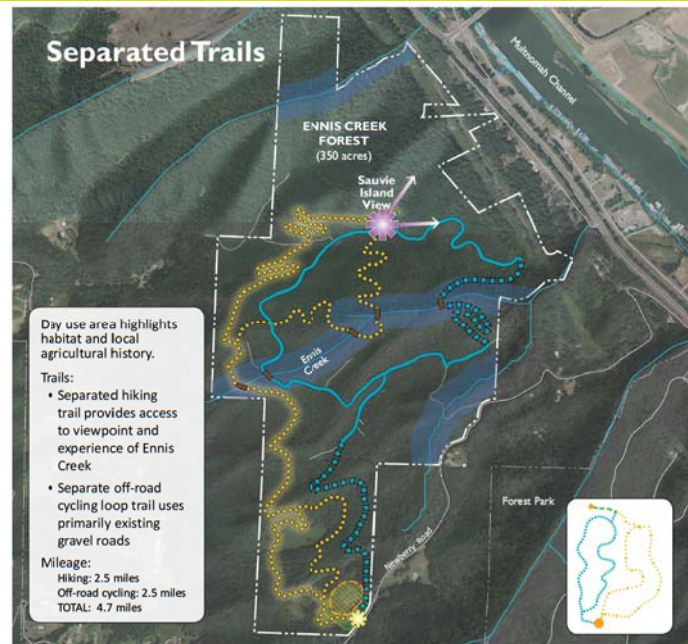 Separated Trails
Multnomah Channel
ENNIS CREEK
FOREST
(350 acres)
Sauvie
Island
View
Day use area highlights
habitat and local
agricultural history.
Trails:
• Separated hiking
trail provides access
to viewpoint and
experience of Ennis
Creek
• Separate off-road
cycling loop trail uses
primarily existing
gravel roads
Mileage:
Hiking: 2.5 miles
Off-road cycling: 2.5 miles
TOTAL: 4.7 miles
Ennis
Creek
Forest Park
Newberry Road